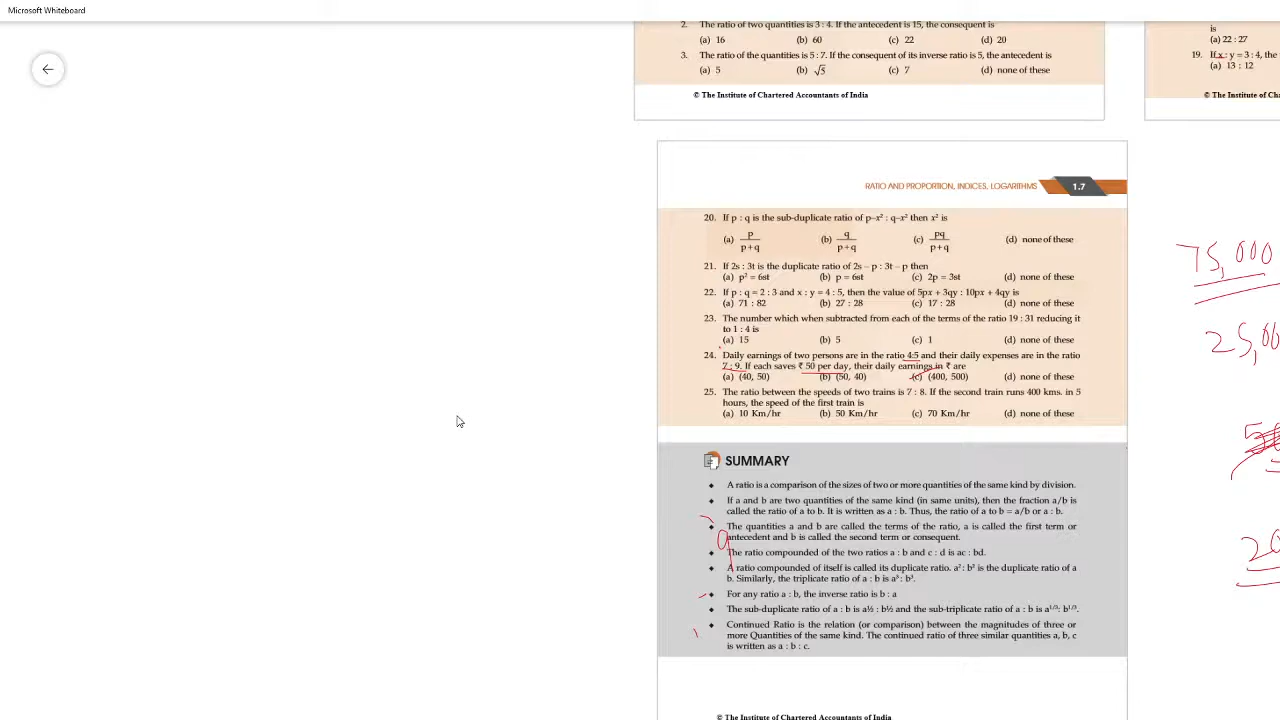 Microsoft Whiteboard
2. The ratio of two quantities is 3 : 4. If the antecedent is 15, the consequent is
(a) 16 (b) 60 (c) 22 (d) 20
3. The ratio of the quantities is 5 : 7. If the consequent of its inverse ratio is 5, the antecedent is
(a) 5 (b) √5 (c) 7 (d) none of these
© The Institute of Chartered Accountants of India
is
(a) 22 : 27
19. If x : y = 3 : 4, the
(a) 13 : 12
© The Institute of Charte
RATIO AND PROPORTION, INDICES, LOGARITHMS 1.7
20. If p : q is the sub-duplicate ratio of p–x² : q–x² then x² is
(a) p/p+q (b) q/p+q (c) pq/p+q (d) none of these
21. If 2s : 3t is the duplicate ratio of 2s – p : 3t – p then
(a) p² = 6st (b) p = 6st (c) 2p = 3st (d) none of these
22. If p : q = 2 : 3 and x : y = 4 : 5, then the value of 5px + 3qy : 10px + 4qy is
(a) 71 : 82 (b) 27 : 28 (c) 17 : 28 (d) none of these
23. The number which when subtracted from each of the terms of the ratio 19 : 31 reducing it
to 1 : 4 is
(a) 15 (b) 5 (c) 1 (d) none of these
24. Daily earnings of two persons are in the ratio 4:5 and their daily expenses are in the ratio
7 : 9. If each saves ₹ 50 per day, their daily earnings in ₹ are
(a) (40, 50) (b) (50, 40) (c) (400, 500) (d) none of these
25. The ratio between the speeds of two trains is 7 : 8. If the second train runs 400 kms. in 5
hours, the speed of the first train is
(a) 10 Km/hr (b) 50 Km/hr (c) 70 Km/hr (d) none of these
SUMMARY
◆ A ratio is a comparison of the sizes of two or more quantities of the same kind by division.
◆ If a and b are two quantities of the same kind (in same units), then the fraction a/b is
called the ratio of a to b. It is written as a : b. Thus, the ratio of a to b = a/b or a : b.
◆ The quantities a and b are called the terms of the ratio, a is called the first term or
antecedent and b is called the second term or consequent.
◆ The ratio compounded of the two ratios a : b and c : d is ac : bd.
◆ A ratio compounded of itself is called its duplicate ratio. a² : b² is the duplicate ratio of a
b. Similarly, the triplicate ratio of a : b is a³ : b³.
◆ For any ratio a : b, the inverse ratio is b : a
◆ The sub-duplicate ratio of a : b is a½ : b½ and the sub-triplicate ratio of a : b is a^1/3: b^1/3.
◆ Continued Ratio is the relation (or comparison) between the magnitudes of three or
more Quantities of the same kind. The continued ratio of three similar quantities a, b, c
is written as a : b : c.
© The Institute of Chartered Accountants of India
75,000
25,00
20